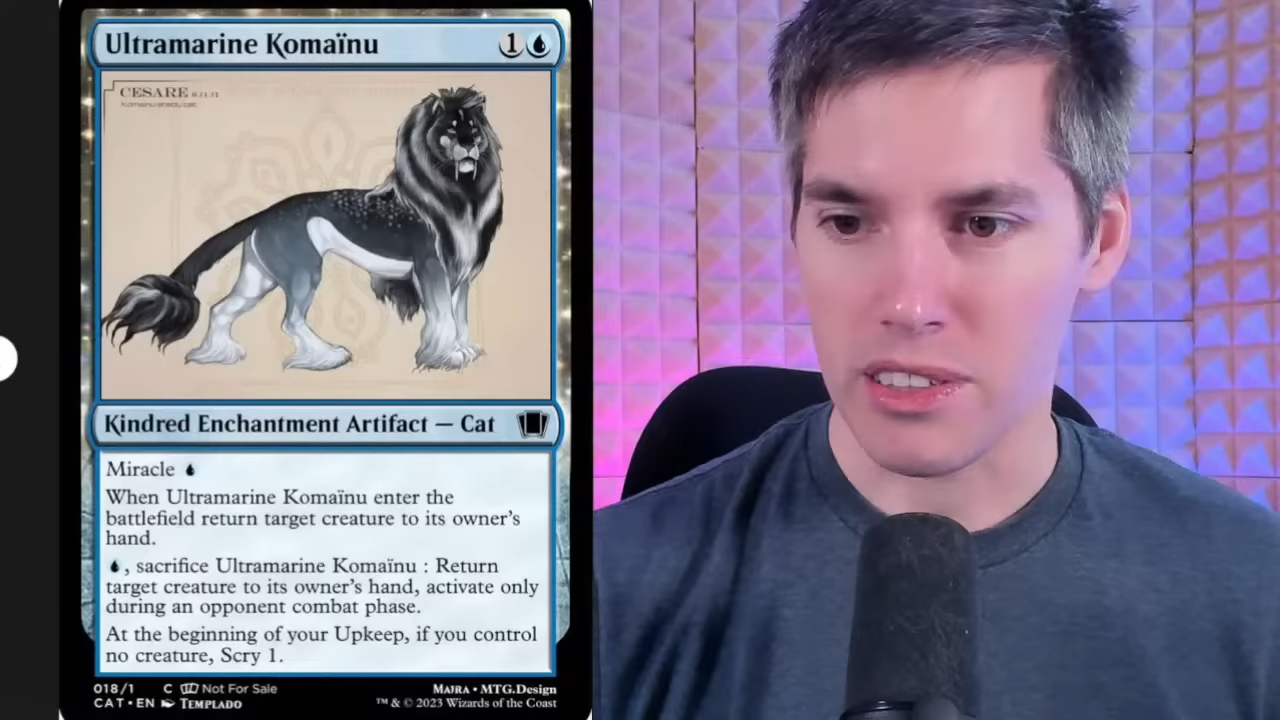 Ultramarine Komaïnu 1
CESARE
Kindred Enchantment Artifact — Cat
Miracle
When Ultramarine Komaïnu enter the
battlefield return target creature to its owner's
hand.
, sacrifice Ultramarine Komaïnu : Return
target creature to its owner's hand, activate only
during an opponent combat phase.
At the beginning of your Upkeep, if you control
no creature, Scry 1.
018/1 C Not For Sale
CAT • EN TEMPLADO
MAJRA • MTG.Design
™ & © 2023 Wizards of the Coast